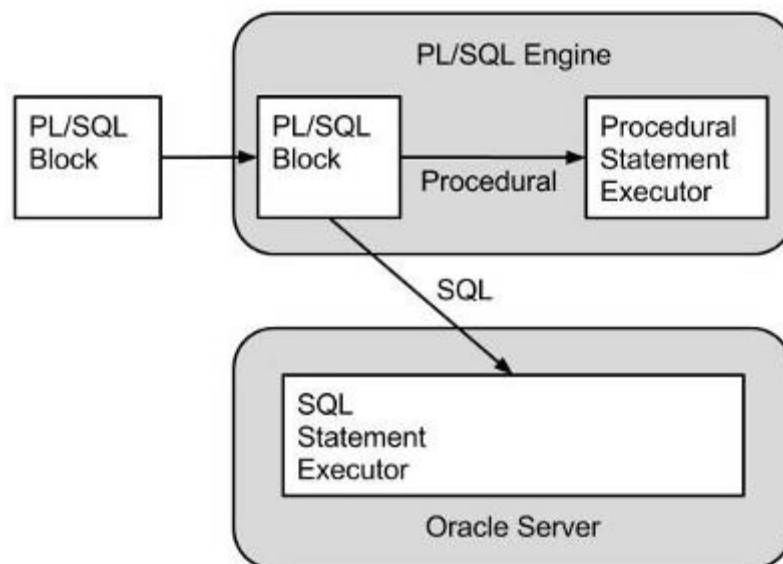 PL/SQL Engine
PL/SQL
Block
PL/SQL
Block
Procedural
Procedural
Statement
Executor
SQL
SQL
Statement
Executor
Oracle Server